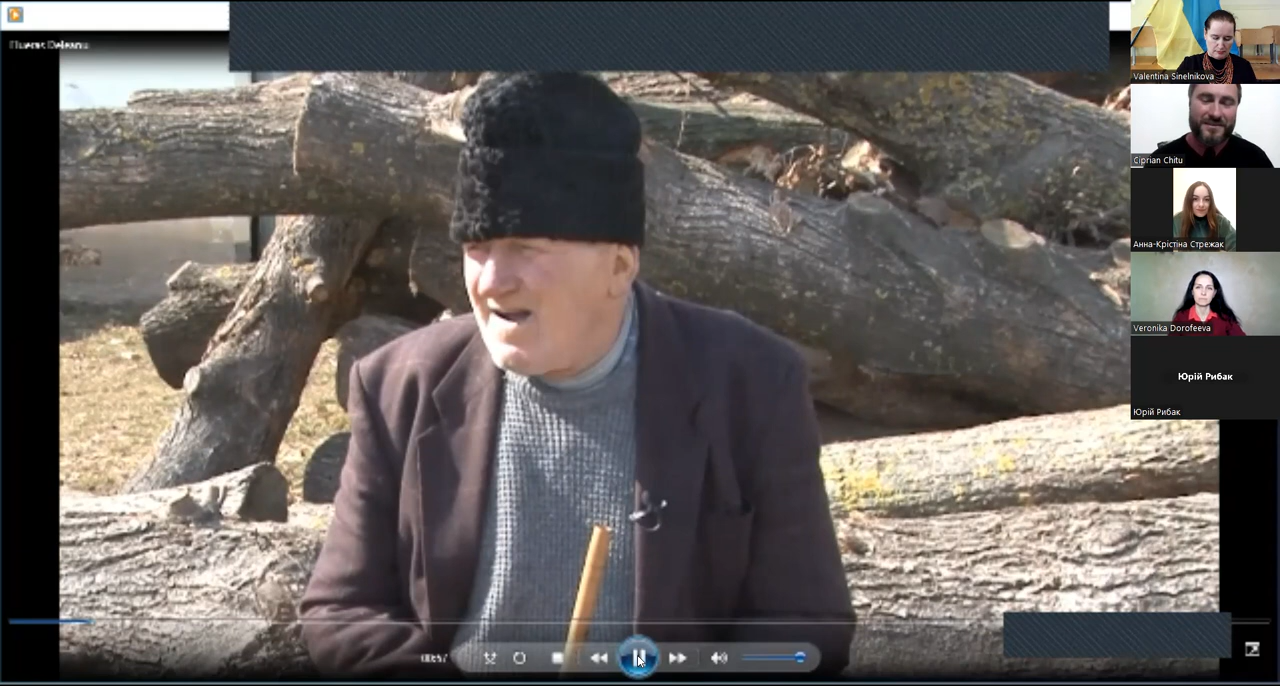 Valentina Sinelnikova
Ciprian Chitu
Анна-Крістіна Стрежак
Veronika Dorofeeva
Юрій Рибак
Юрій Рибак